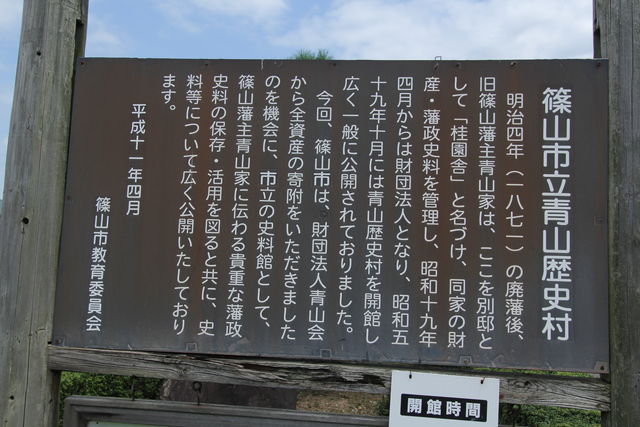 篠山市立青山歴史村
明治四年（一八七一）の廃藩後、
旧篠山藩主青山家は、ここを別邸と
して「桂園舎」と名づけ、同家の財
産・藩政史料を管理し、昭和十九年
四月からは財団法人となり、昭和五
十九年十月には青山歴史村を開館し
広く一般に公開されておりました。
今回、篠山市は、財団法人青山会
から全資産の寄附をいただきました
のを機会に、市立の史料館として、
篠山藩主青山家に伝わる貴重な藩政
史料の保存・活用を図ると共に、史
料等について広く公開いたしており
ます。
平成十一年四月
篠山市教育委員会
開館時間